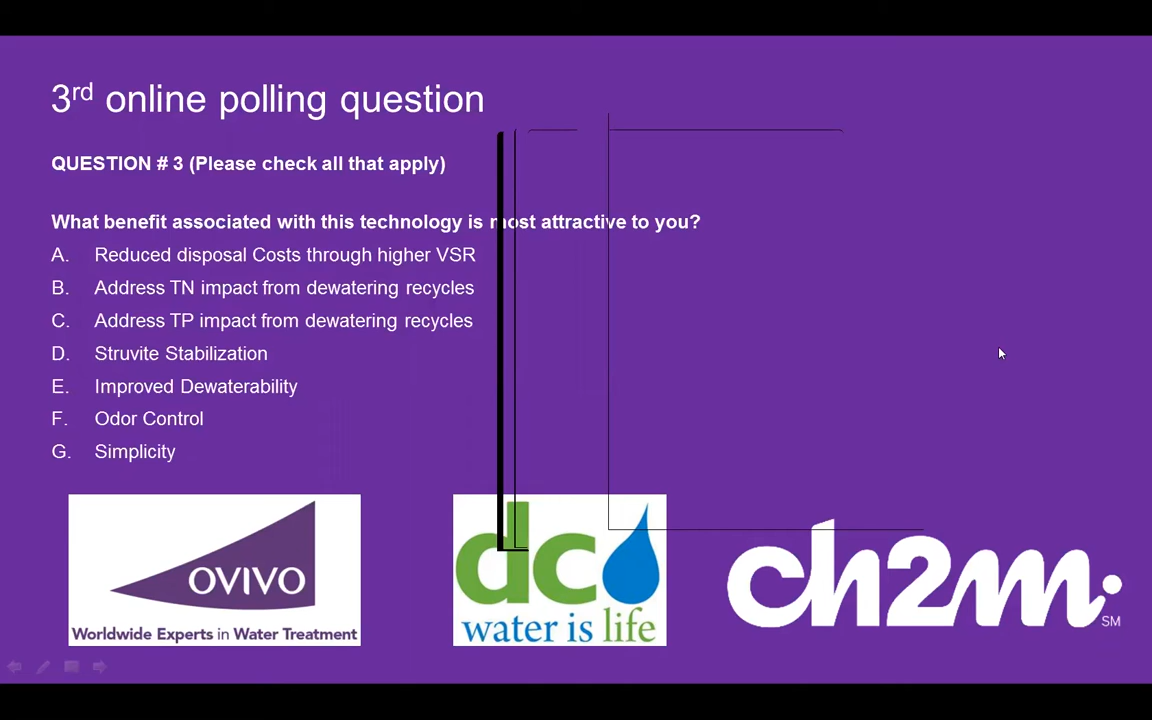 3rd online polling question
QUESTION # 3 (Please check all that apply)
What benefit associated with this technology is most attractive to you?
A. Reduced disposal Costs through higher VSR
B. Address TN impact from dewatering recycles
C. Address TP impact from dewatering recycles
D. Struvite Stabilization
E. Improved Dewaterability
F. Odor Control
G. Simplicity
OVIVO
Worldwide Experts in Water Treatment
dc
water is life
ch2m
SM